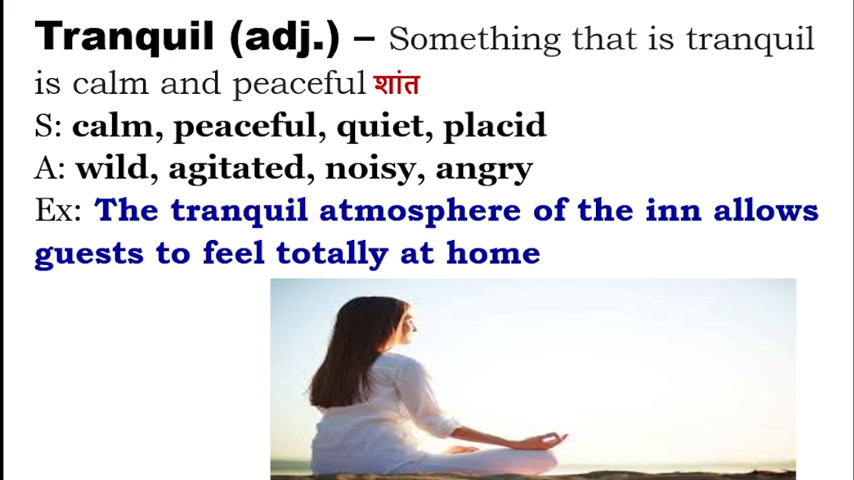 Tranquil (adj.) – Something that is tranquil
is calm and peaceful शांत
S: calm, peaceful, quiet, placid
A: wild, agitated, noisy, angry
Ex: The tranquil atmosphere of the inn allows
guests to feel totally at home